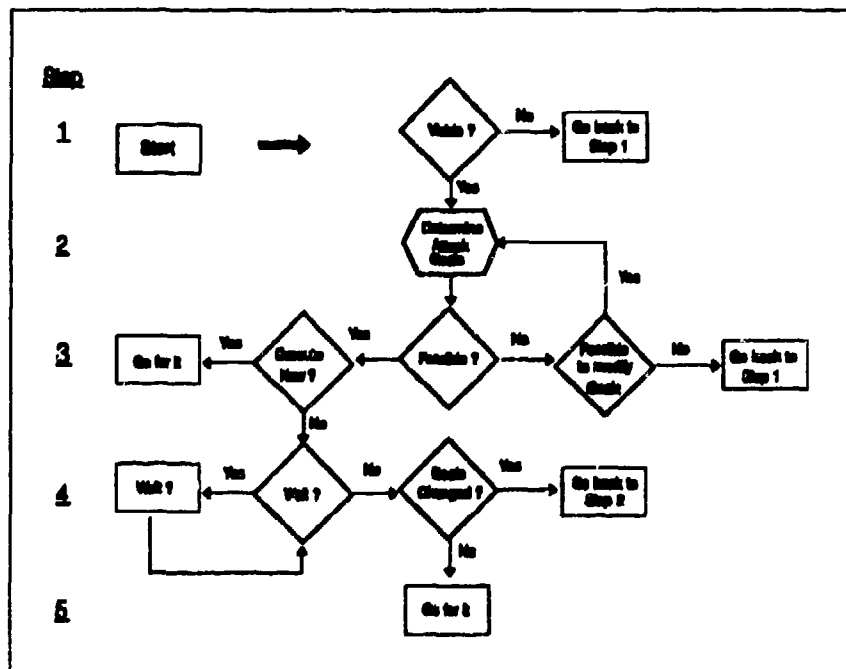 Step
1
Start
No
Go back to
Step 1
Yes
2
Determine
Attack
Goals
Yes
3
Go for it
Yes
Execute
Now ?
Yes
Feasible ?
No
Possible
to modify
No
Go back to
Step 1
No
4
Wait ?
Yes
Wait ?
No
Goals
Changed ?
Yes
Go back to
Step 2
No
5
Go for it